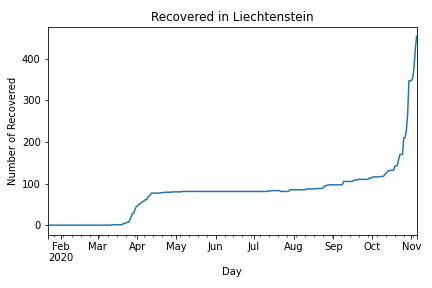 Recovered in Liechtenstein
Number of Recovered
400
300
200
100
0
Feb Mar Apr May Jun Jul Aug Sep Oct Nov
2020
Day